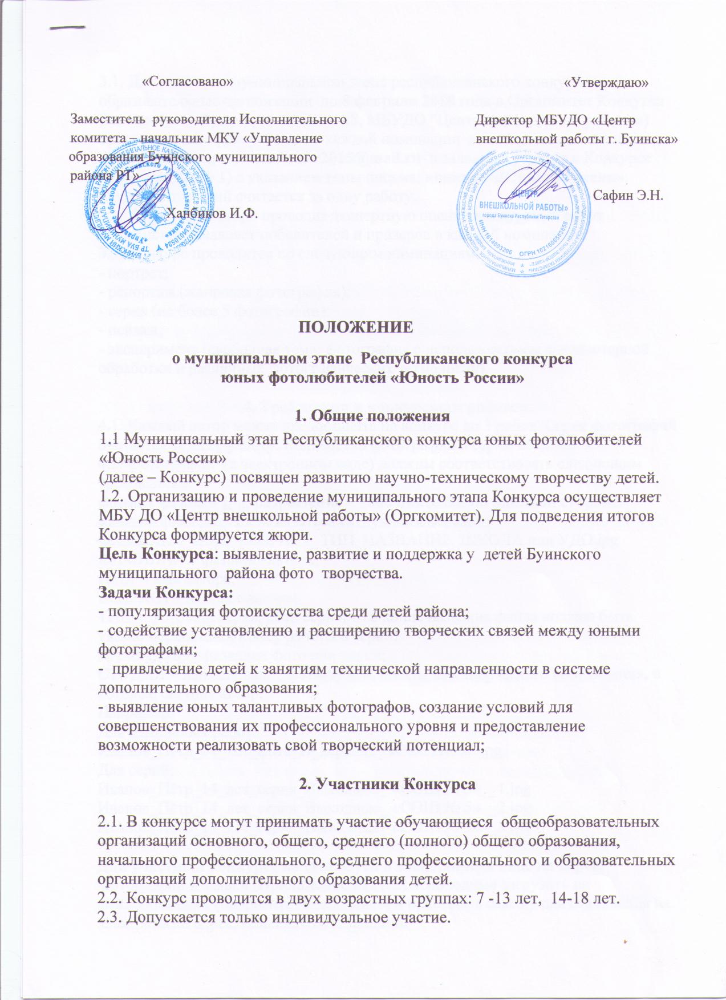 «Согласовано» «Утверждаю»
Заместитель руководителя Исполнительного
комитета – начальник МКУ «Управление
образования Буинского муниципального
района РТ»
Ханбиков И.Ф.
Директор МБУДО «Центр
внешкольной работы г. Буинска»
Сафин Э.Н.
«ЦЕНТР
ВНЕШКОЛЬНОЙ РАБОТЫ»
города Буинска Республики Татарстан
ИНН 1614003206 ОГРН 1021606553858
ПОЛОЖЕНИЕ
о муниципальном этапе Республиканского конкурса
юных фотолюбителей «Юность России»
1. Общие положения
1.1 Муниципальный этап Республиканского конкурса юных фотолюбителей
«Юность России»
(далее – Конкурс) посвящен развитию научно-техническому творчеству детей.
1.2. Организацию и проведение муниципального этапа Конкурса осуществляет
МБУ ДО «Центр внешкольной работы» (Оргкомитет). Для подведения итогов
Конкурса формируется жюри.
Цель Конкурса: выявление, развитие и поддержка у детей Буинского
муниципального района фото творчества.
Задачи Конкурса:
- популяризация фотоискусства среди детей района;
- содействие установлению и расширению творческих связей между юными
фотографами;
- привлечение детей к занятиям технической направленности в системе
дополнительного образования;
- выявление юных талантливых фотографов, создание условий для
совершенствования их профессионального уровня и предоставление
возможности реализовать свой творческий потенциал;
2. Участники Конкурса
2.1. В конкурсе могут принимать участие обучающиеся общеобразовательных
организаций основного, общего, среднего (полного) общего образования,
начального профессионального, среднего профессионального и образовательных
организаций дополнительного образования детей.
2.2. Конкурс проводится в двух возрастных группах: 7 -13 лет, 14-18 лет.
2.3. Допускается только индивидуальное участие.